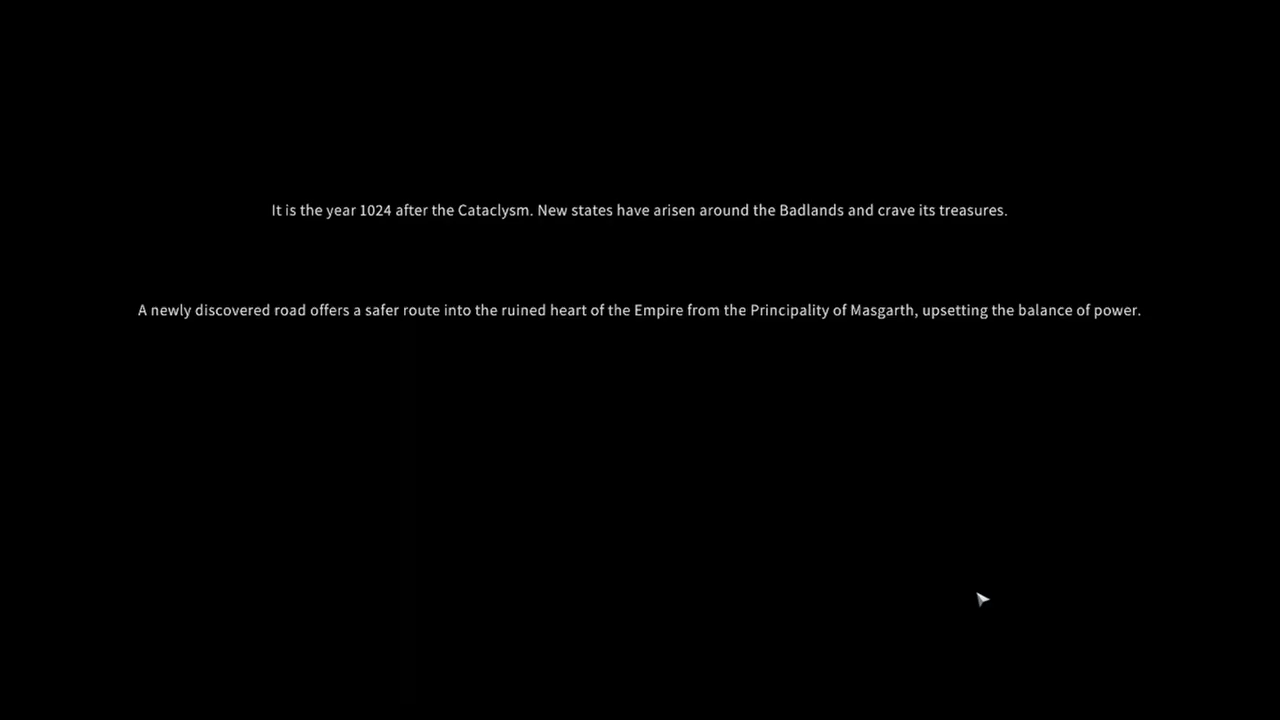 It is the year 1024 after the Cataclysm. New states have arisen around the Badlands and crave its treasures.
A newly discovered road offers a safer route into the ruined heart of the Empire from the Principality of Masgarth, upsetting the balance of power.